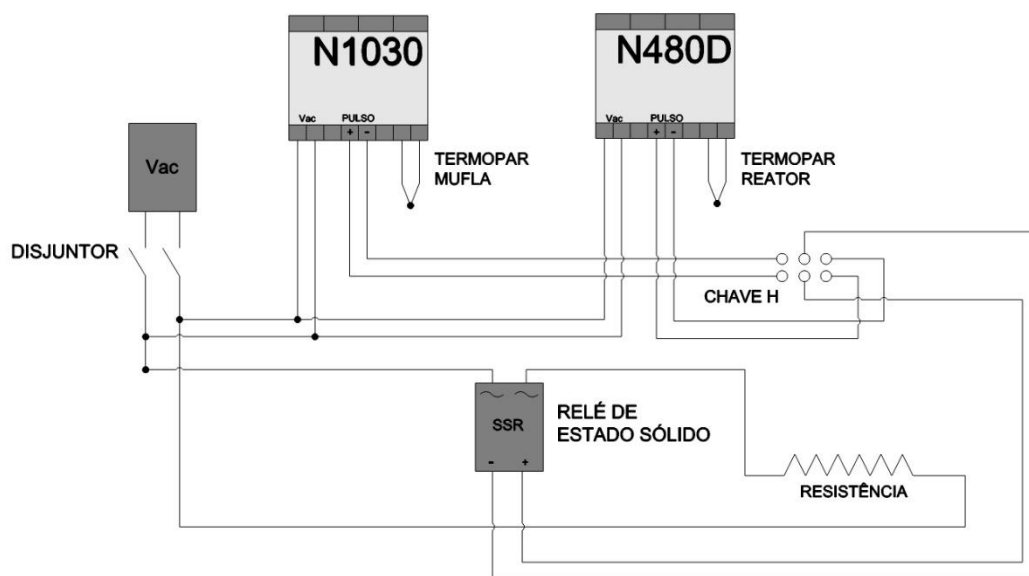 N1030
Vac PULSO
+ -
N480D
Vac PULSO
+ -
Vac
TERMOPAR
MUFLA
TERMOPAR
REATOR
DISJUNTOR
CHAVE H
SSR
- +
RELÉ DE
ESTADO SÓLIDO
RESISTÊNCIA